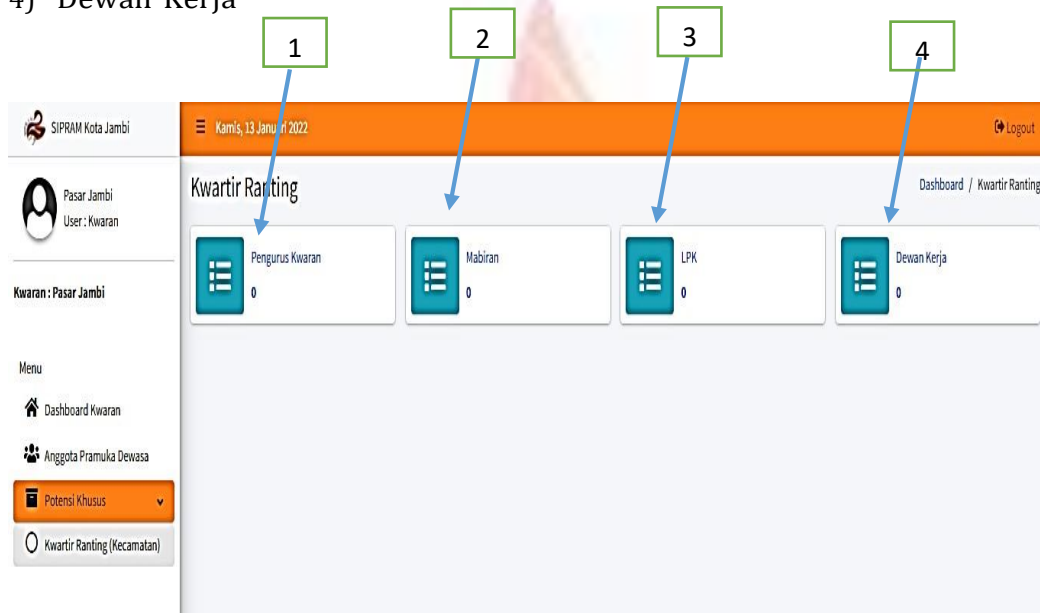 4) Dewan Kerja
1 2 3 4
SIPRAM Kota Jambi
Kamis, 13 Januari 2022
Logout
Pasar Jambi
User : Kwaran
Kwartir Ranting
Dashboard / Kwartir Ranting
Pengurus Kwaran
0
Mabiran
0
LPK
0
Dewan Kerja
0
Kwaran : Pasar Jambi
Menu
Dashboard Kwaran
Anggota Pramuka Dewasa
Potensi Khusus
Kwartir Ranting (Kecamatan)